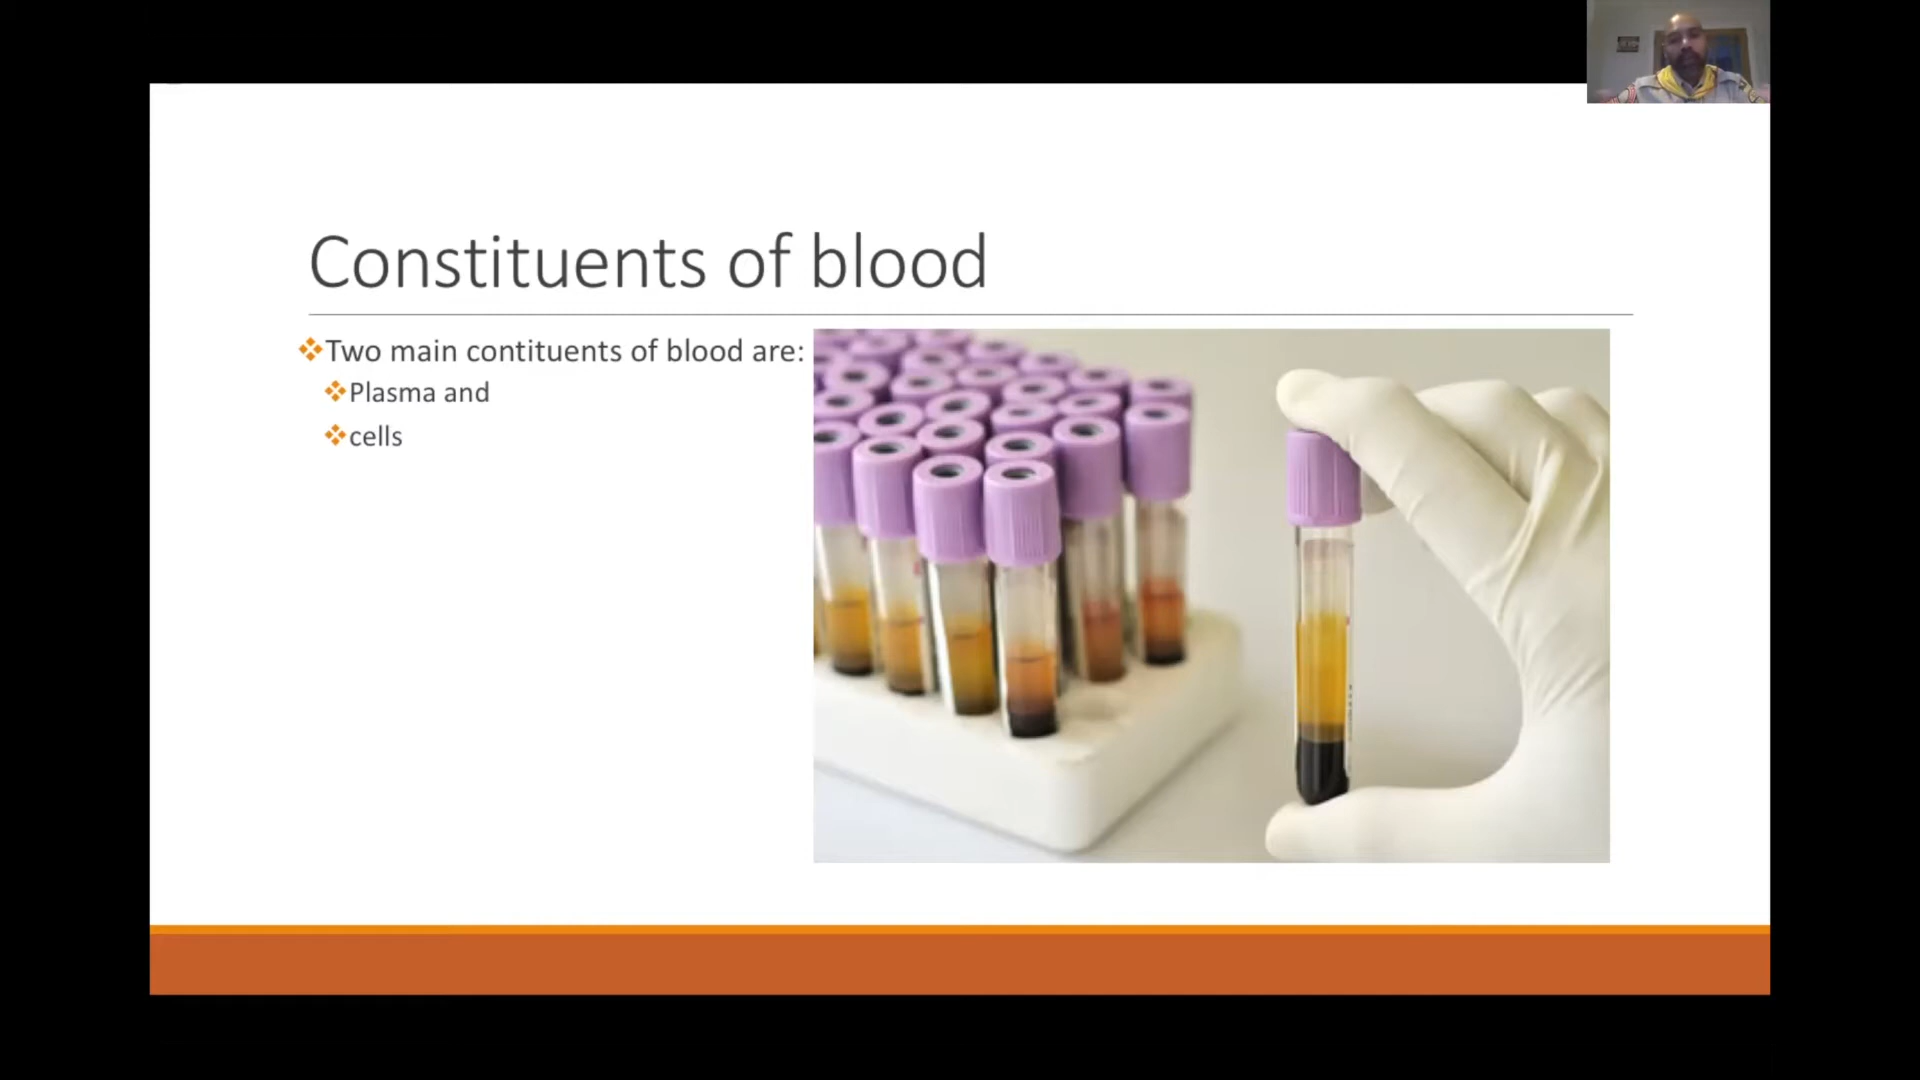 Constituents of blood
Two main contituents of blood are:
Plasma and
cells